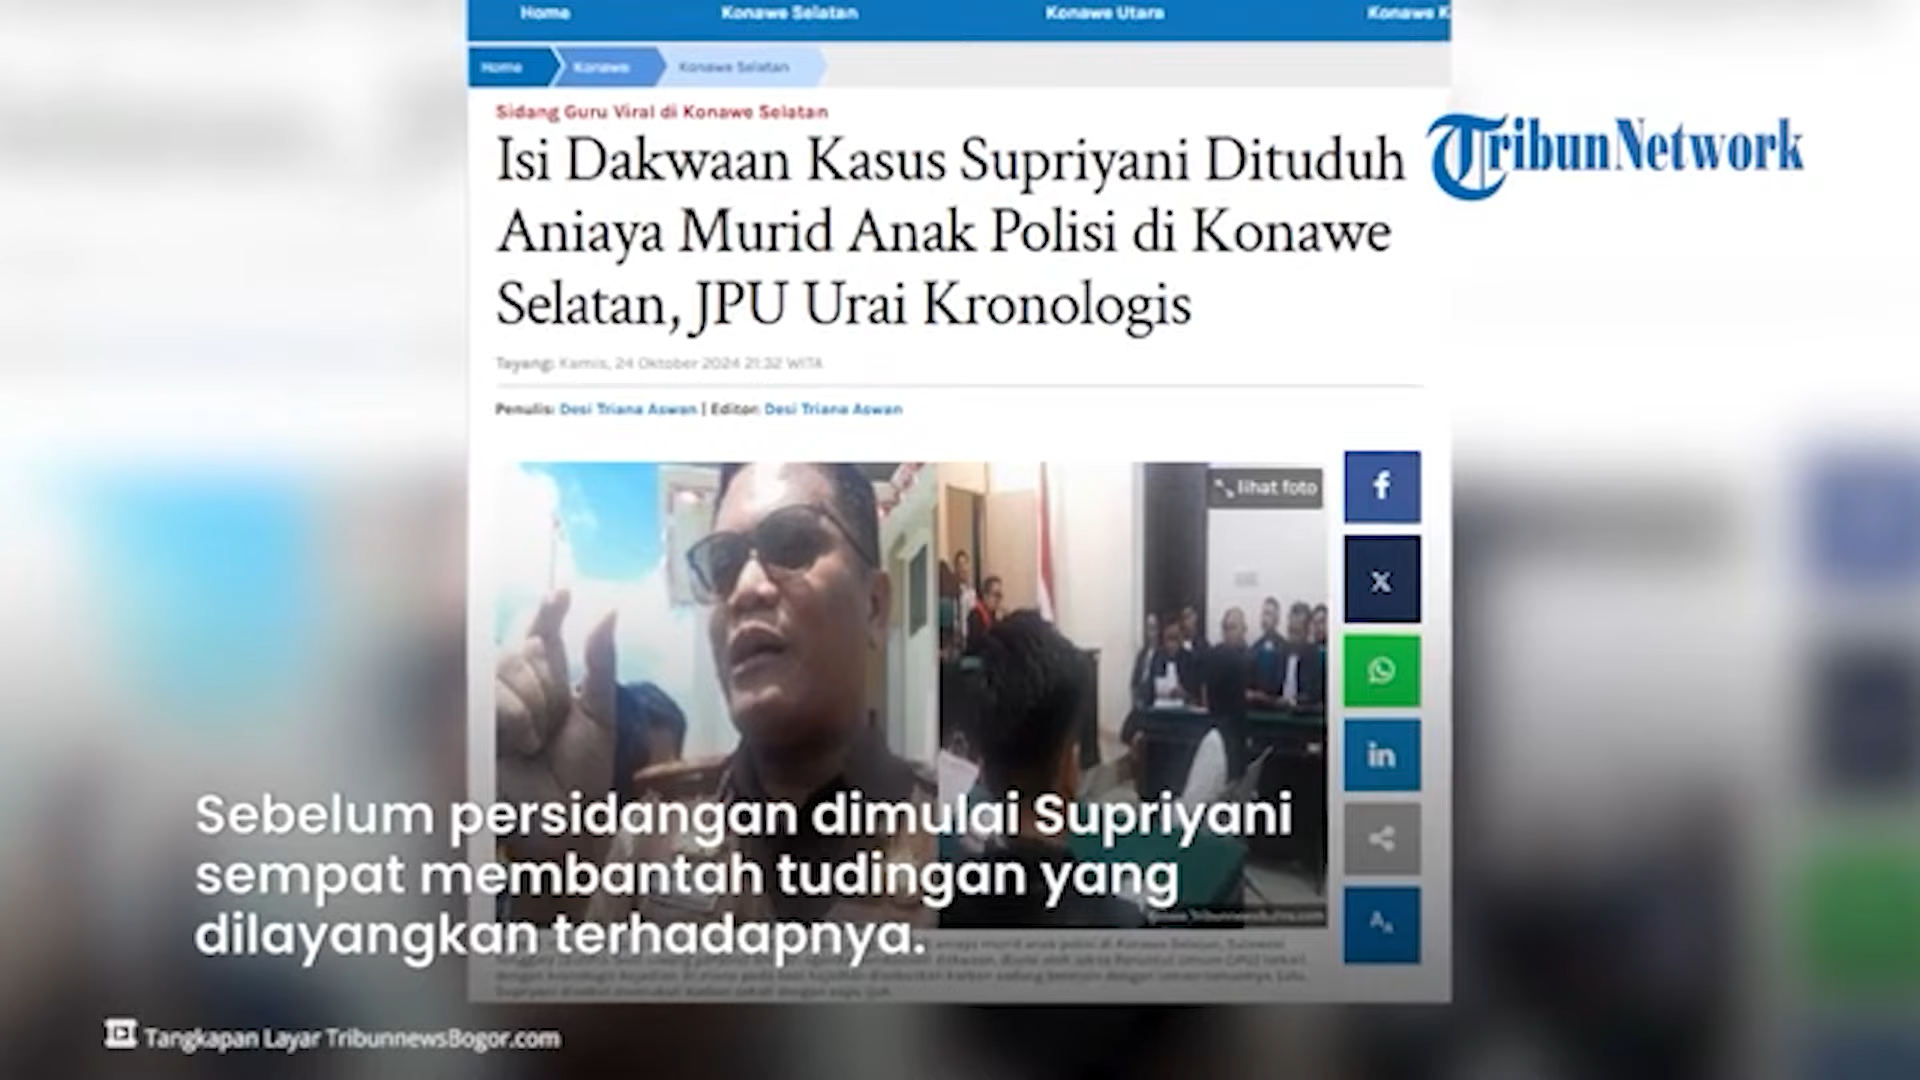 Home Konawe Selatan Konawe Utara Konawe K
Home Konawe Konawe Selatan
Sidang Guru Viral di Konawe Selatan
Isi Dakwaan Kasus Supriyani Dituduh
Aniaya Murid Anak Polisi di Konawe
Selatan, JPU Urai Kronologis
TribunNetwork
Tayang: Kamis, 24 Oktober 2024 21:32 WITA
Penulis: Desi Triana Aswan | Editor: Desi Triana Aswan
lihat foto
Sebelum persidangan dimulai Supriyani
sempat membantah tudingan yang
dilayangkan terhadapnya.
Tangkapan Layar TribunnewsBogor.com